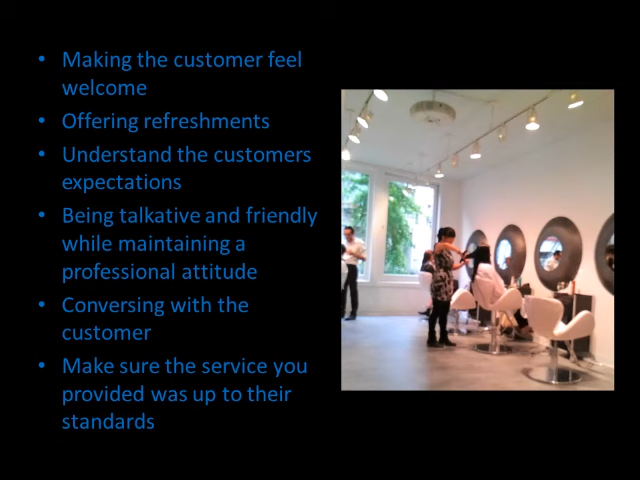 • Making the customer feel
welcome
• Offering refreshments
• Understand the customers
expectations
• Being talkative and friendly
while maintaining a
professional attitude
• Conversing with the
customer
• Make sure the service you
provided was up to their
standards